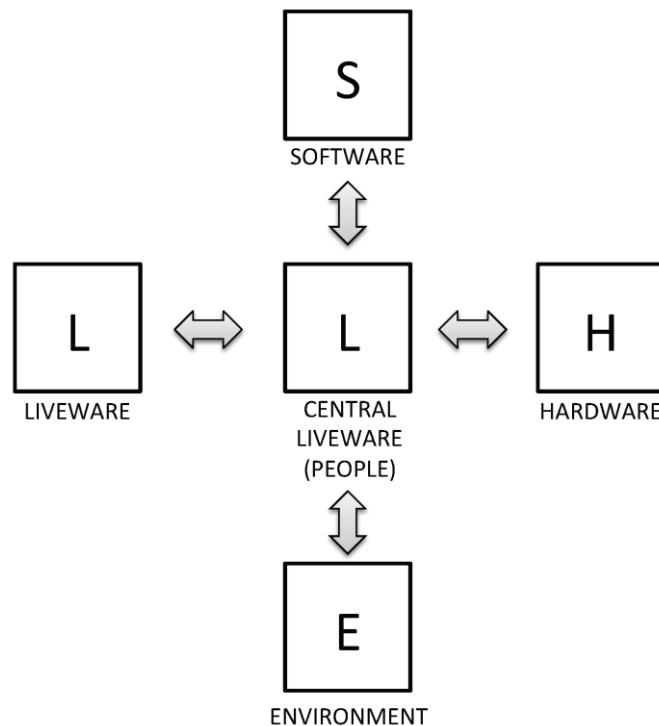 S
SOFTWARE
L
LIVEWARE
L
CENTRAL
LIVEWARE
(PEOPLE)
H
HARDWARE
E
ENVIRONMENT